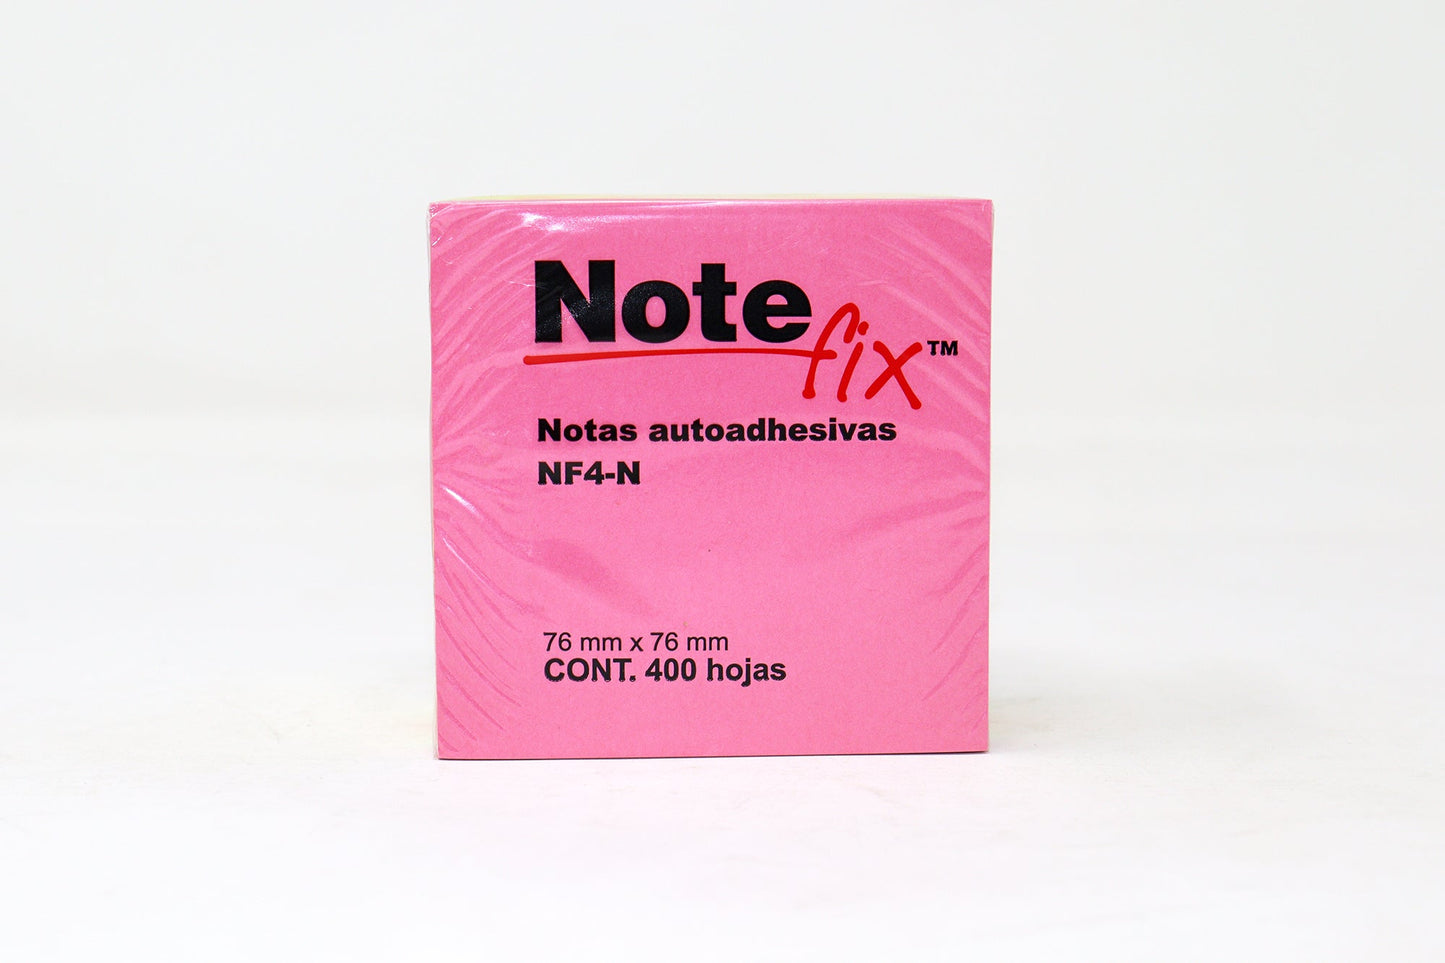 Note fix™
Notas autoadhesivas
NF4-N
76 mm x 76 mm
CONT. 400 hojas